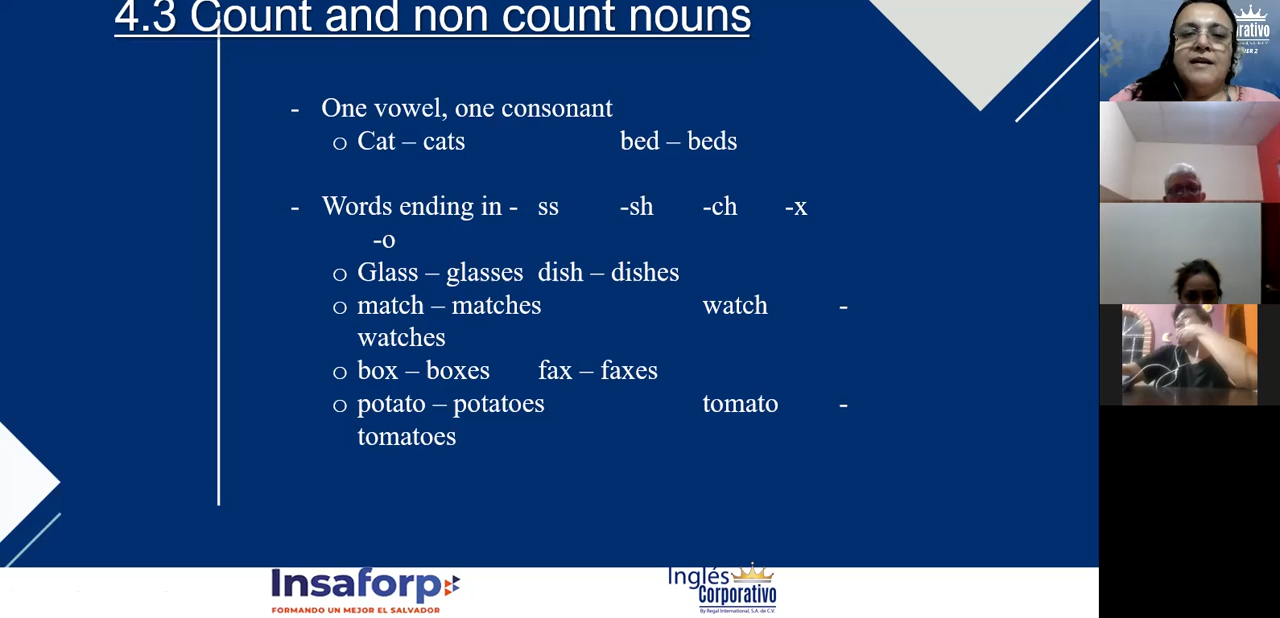 4.3 Count and non count nouns
- One vowel, one consonant
o Cat – cats bed – beds
- Words ending in - ss -sh -ch -x
-o
o Glass – glasses dish – dishes
o match – matches watch -
watches
o box – boxes fax – faxes
o potato – potatoes tomato -
tomatoes
Insaforp
FORMANDO UN MEJOR EL SALVADOR
Inglés
Corporativo
By Regal International, S.A. de C.V.
rativo